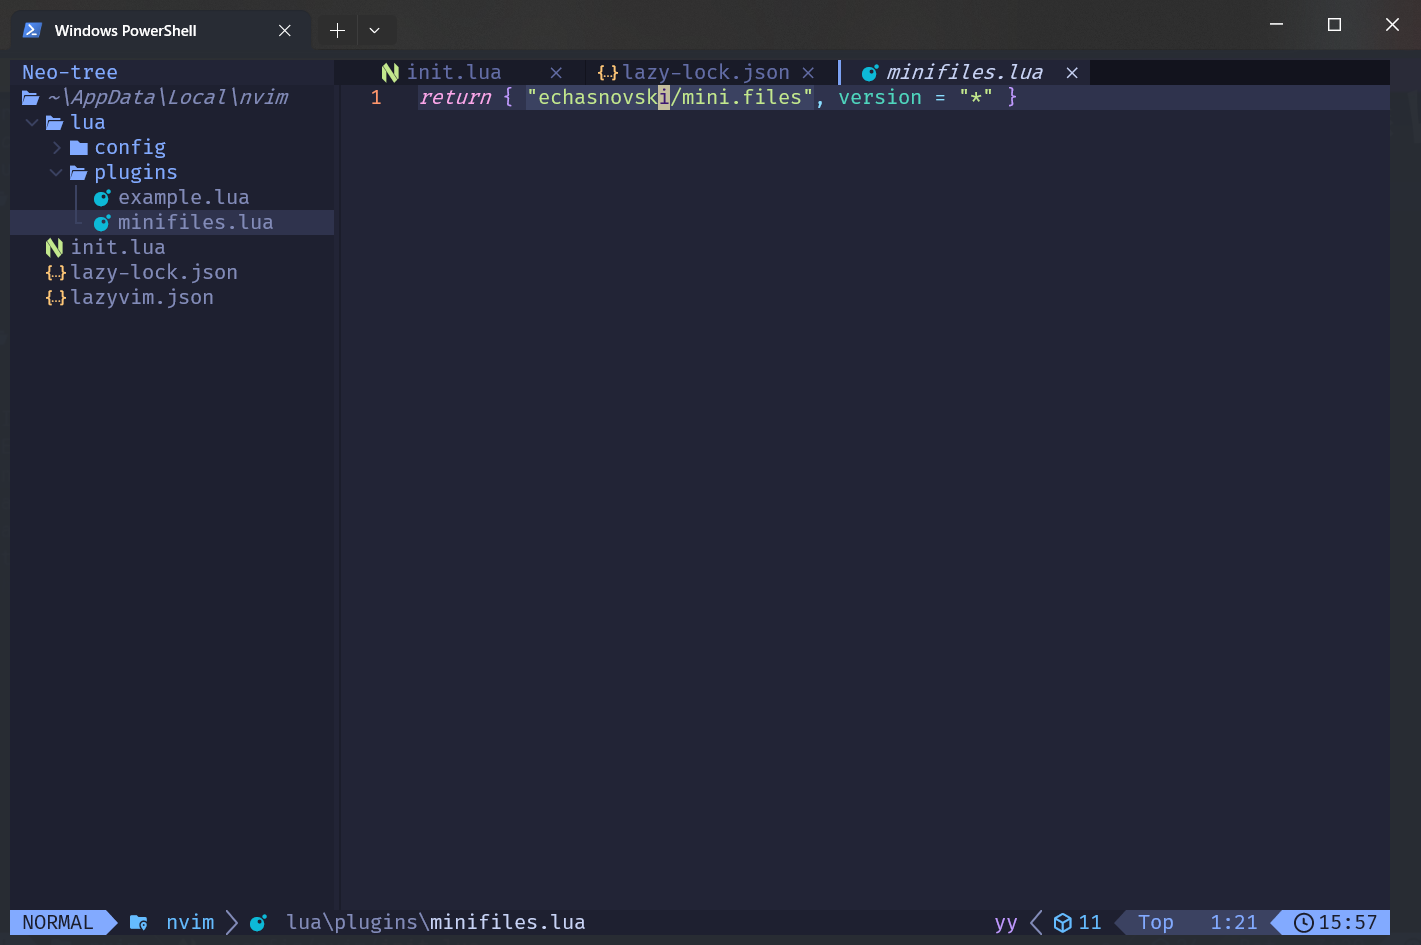 Windows PowerShell
Neo-tree
init.lua
lazy-lock.json
minifiles.lua
~\AppData\Local\nvim
1 return { "echasnovski/mini.files", version = "*" }
lua
config
plugins
example.lua
minifiles.lua
init.lua
{..} lazy-lock.json
{..} lazyvim.json
NORMAL nvim lua\plugins\minifiles.lua yy 11 Top 1:21 15:57